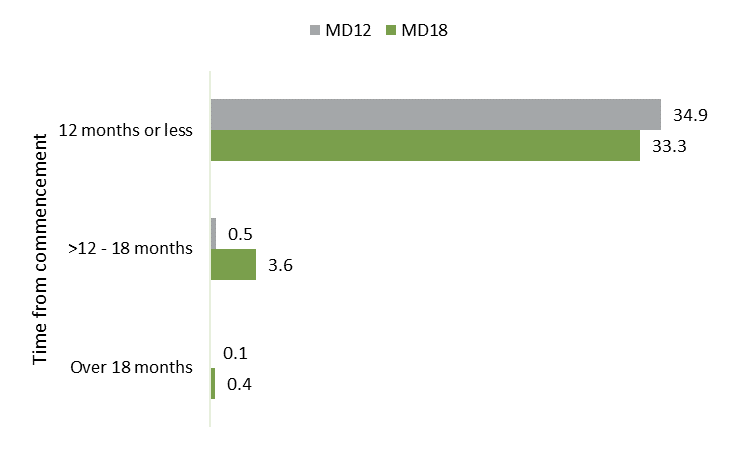 MD12 MD18
Time from commencement
12 months or less
34.9
33.3
>12 - 18 months
0.5
3.6
Over 18 months
0.1
0.4